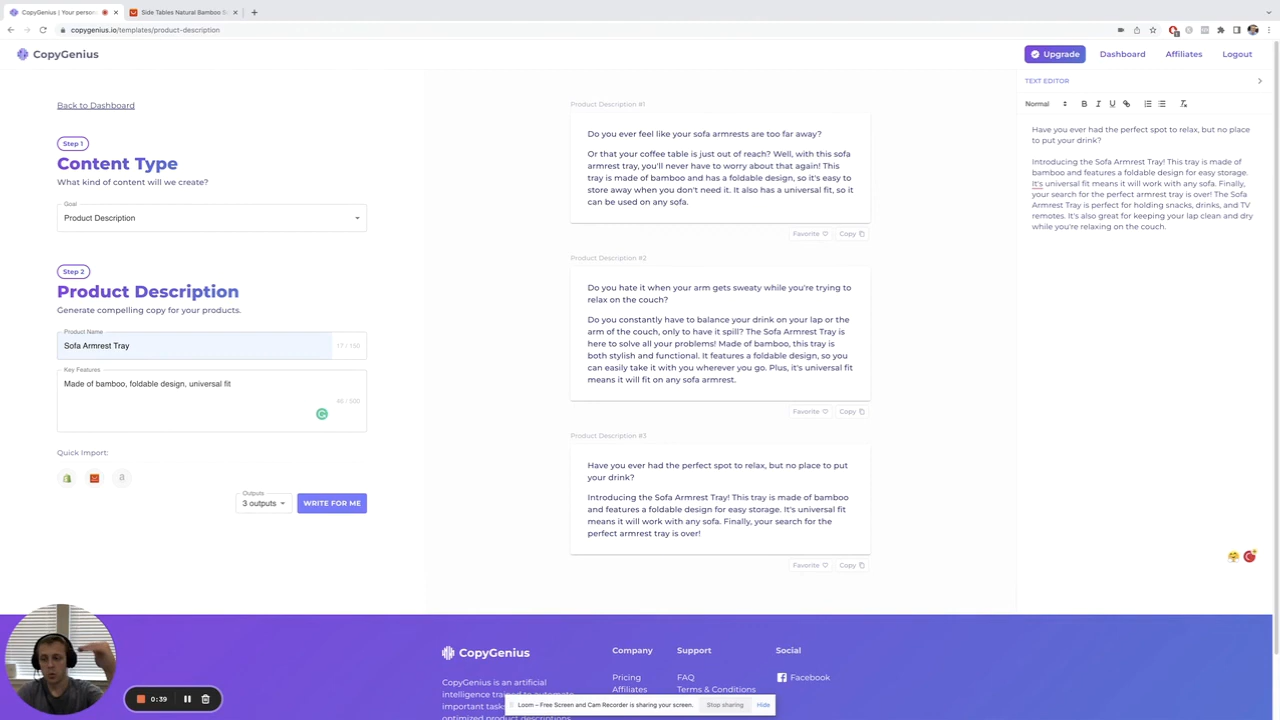 CopyGenius | Your person
Side Tables Natural Bamboo S
copygenius.io/templates/product-description
CopyGenius
Upgrade
Dashboard
Affiliates
Logout
Back to Dashboard
Step 1
Content Type
What kind of content will we create?
Goal
Product Description
Step 2
Product Description
Generate compelling copy for your products.
Product Name
Sofa Armrest Tray
17 / 150
Key Features
Made of bamboo, foldable design, universal fit
46 / 500
Quick Import:
Outputs
3 outputs
WRITE FOR ME
Product Description #1
Do you ever feel like your sofa armrests are too far away?
Or that your coffee table is just out of reach? Well, with this sofa
armrest tray, you'll never have to worry about that again! This
tray is made of bamboo and has a foldable design, so it's easy to
store away when you don't need it. It also has a universal fit, so it
can be used on any sofa.
Favorite
Copy
Product Description #2
Do you hate it when your arm gets sweaty while you're trying to
relax on the couch?
Do you constantly have to balance your drink on your lap or the
arm of the couch, only to have it spill? The Sofa Armrest Tray is
here to solve all your problems! Made of bamboo, this tray is
both stylish and functional. It features a foldable design, so you
can easily take it with you wherever you go. Plus, it's universal fit
means it will fit on any sofa armrest.
Favorite
Copy
Product Description #3
Have you ever had the perfect spot to relax, but no place to put
your drink?
Introducing the Sofa Armrest Tray! This tray is made of bamboo
and features a foldable design for easy storage. It's universal fit
means it will work with any sofa. Finally, your search for the
perfect armrest tray is over!
Favorite
Copy
TEXT EDITOR
Normal
B I U
Have you ever had the perfect spot to relax, but no place
to put your drink?
Introducing the Sofa Armrest Tray! This tray is made of
bamboo and features a foldable design for easy storage.
It's universal fit means it will work with any sofa. Finally,
your search for the perfect armrest tray is over! The Sofa
Armrest Tray is perfect for holding snacks, drinks, and TV
remotes. It's also great for keeping your lap clean and dry
while you're relaxing on the couch.
CopyGenius
CopyGenius is an artificial
intelligence trained to automate
important tasks
optimized product descriptions
Company
Pricing
Affiliates
Support
FAQ
Terms & Conditions
Social
Facebook
0:39
Loom – Free Screen and Cam Recorder is sharing your screen.
Stop sharing
Hide